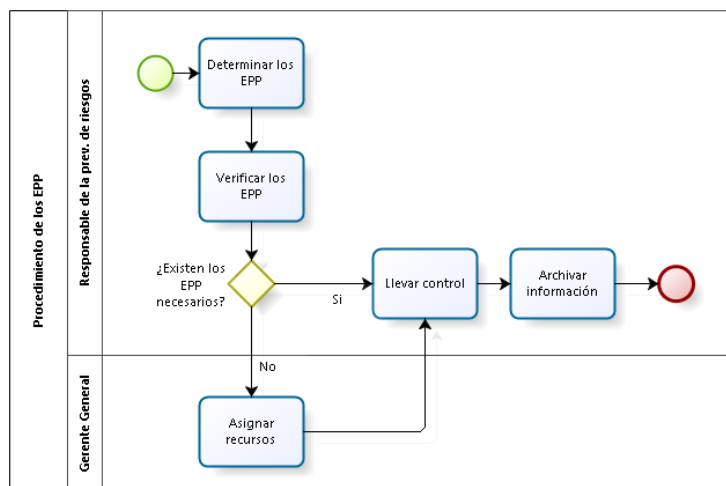 Procedimiento de los EPP
Responsable de la prev. de riesgos
Determinar los
EPP
Verificar los
EPP
¿Existen los
EPP
necesarios?
Si
Llevar control
Archivar
información
No
Gerente General
Asignar
recursos